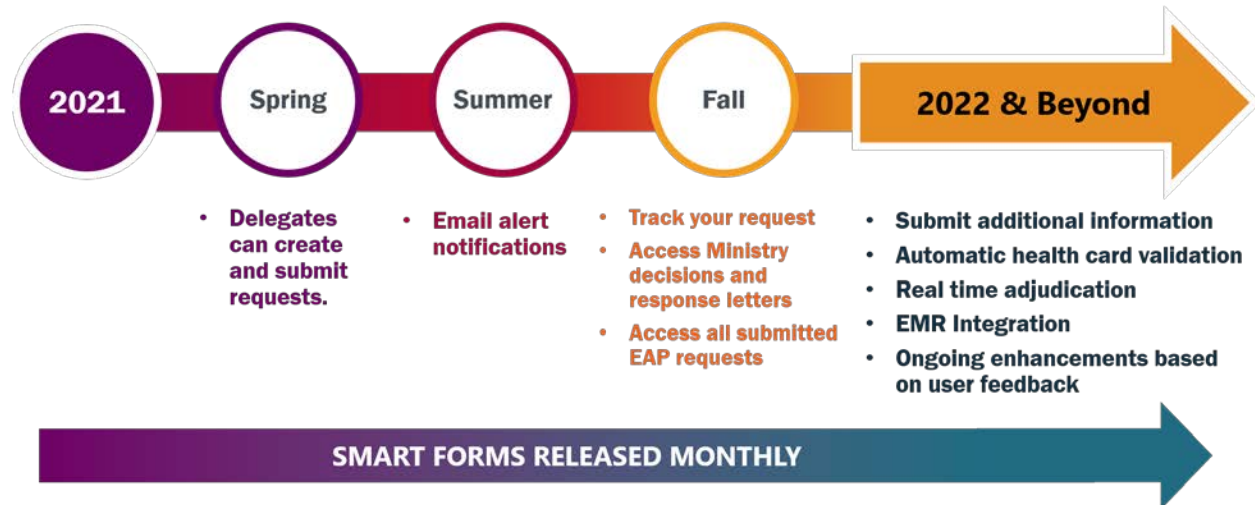 2021
Spring
Summer
Fall
2022 & Beyond
• Delegates
can create
and submit
requests.
• Email alert
notifications
• Track your request
• Access Ministry
decisions and
response letters
• Access all submitted
EAP requests
• Submit additional information
• Automatic health card validation
• Real time adjudication
• EMR Integration
• Ongoing enhancements based
on user feedback
SMART FORMS RELEASED MONTHLY